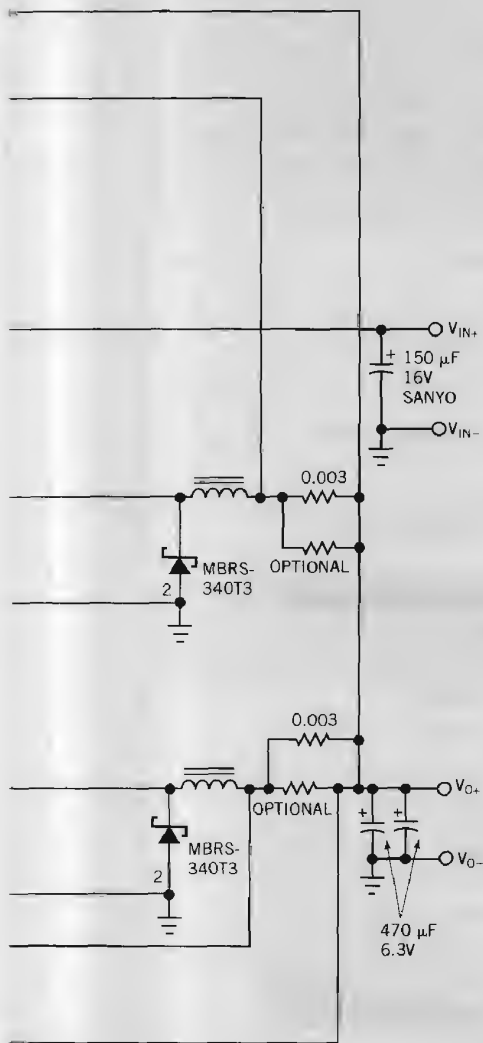 V_IN+
+ 150 µF
16V
SANYO
V_IN–
0.003
OPTIONAL
MBRS-
340T3
2
0.003
OPTIONAL
V_O+
+
+
MBRS-
340T3
2
V_O–
470 µF
6.3V